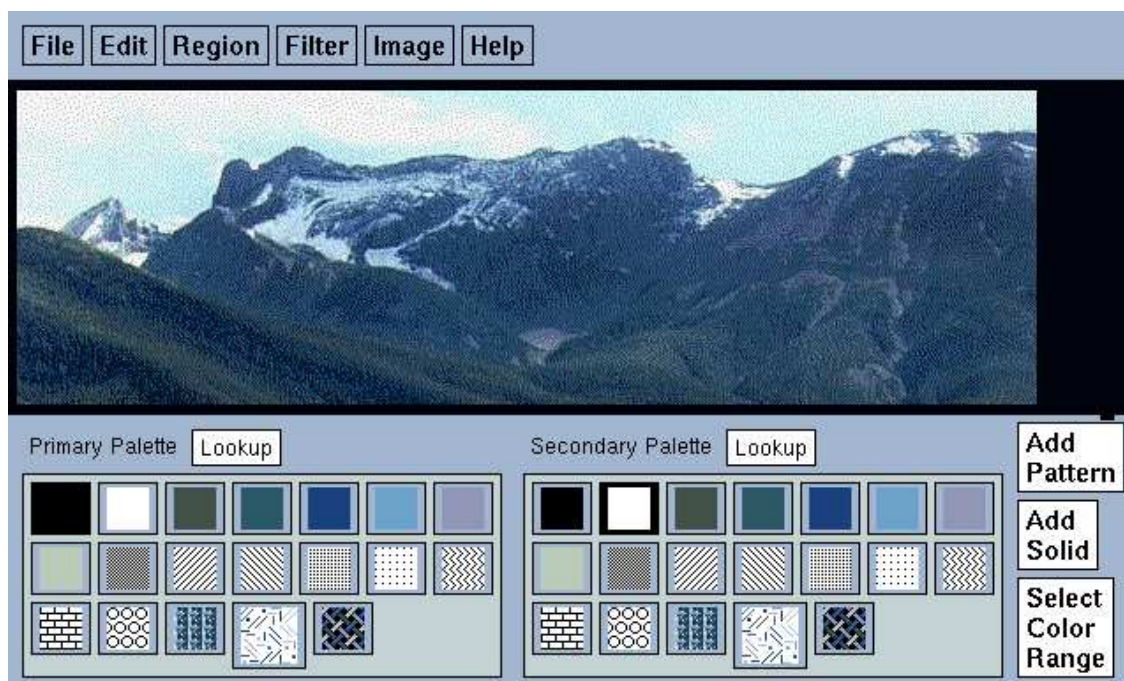 File Edit Region Filter Image Help
Primary Palette Lookup
Secondary Palette Lookup
Add
Pattern
Add
Solid
Select
Color
Range